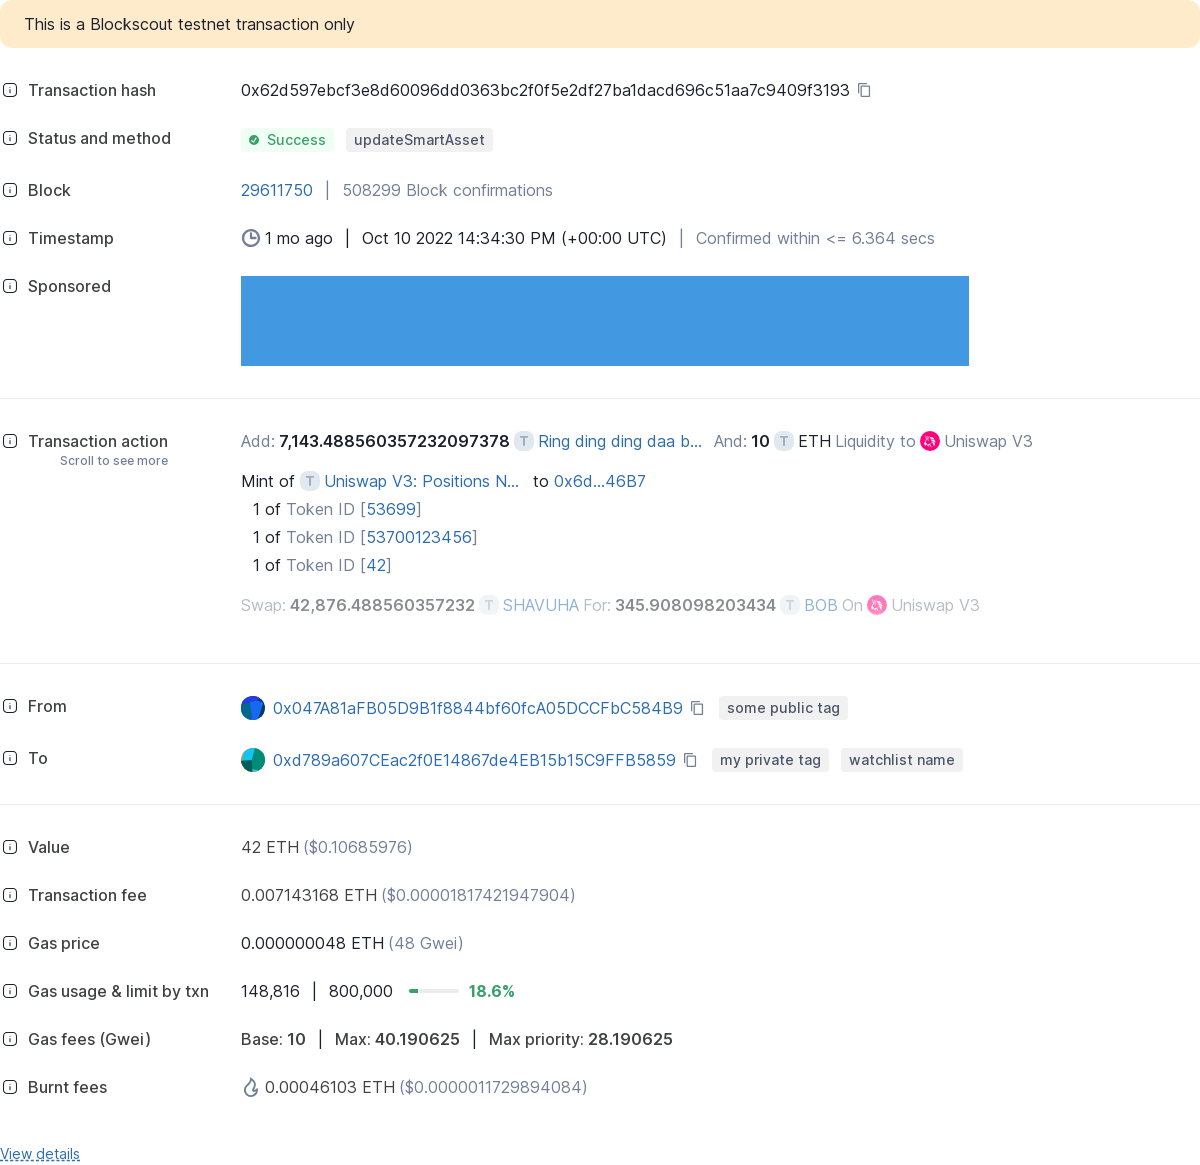 This is a Blockscout testnet transaction only
Transaction hash 0x62d597ebcf3e8d60096dd0363bc2f0f5e2df27ba1dacd696c51aa7c9409f3193
Status and method Success updateSmartAsset
Block 29611750 | 508299 Block confirmations
Timestamp 1 mo ago | Oct 10 2022 14:34:30 PM (+00:00 UTC) | Confirmed within <= 6.364 secs
Sponsored
Transaction action Add: 7,143.488560357232097378 T Ring ding ding daa b... And: 10 T ETH Liquidity to Uniswap V3
Scroll to see more
Mint of T Uniswap V3: Positions N... to 0x6d...46B7
1 of Token ID [53699]
1 of Token ID [53700123456]
1 of Token ID [42]
Swap: 42,876.488560357232 T SHAVUHA For: 345.908098203434 T BOB On Uniswap V3
From 0x047A81aFB05D9B1f8844bf60fcA05DCCFbC584B9 some public tag
To 0xd789a607CEac2f0E14867de4EB15b15C9FFB5859 my private tag watchlist name
Value 42 ETH ($0.10685976)
Transaction fee 0.007143168 ETH ($0.00001817421947904)
Gas price 0.000000048 ETH (48 Gwei)
Gas usage & limit by txn 148,816 | 800,000 18.6%
Gas fees (Gwei) Base: 10 | Max: 40.190625 | Max priority: 28.190625
Burnt fees 0.00046103 ETH ($0.0000011729894084)
View details